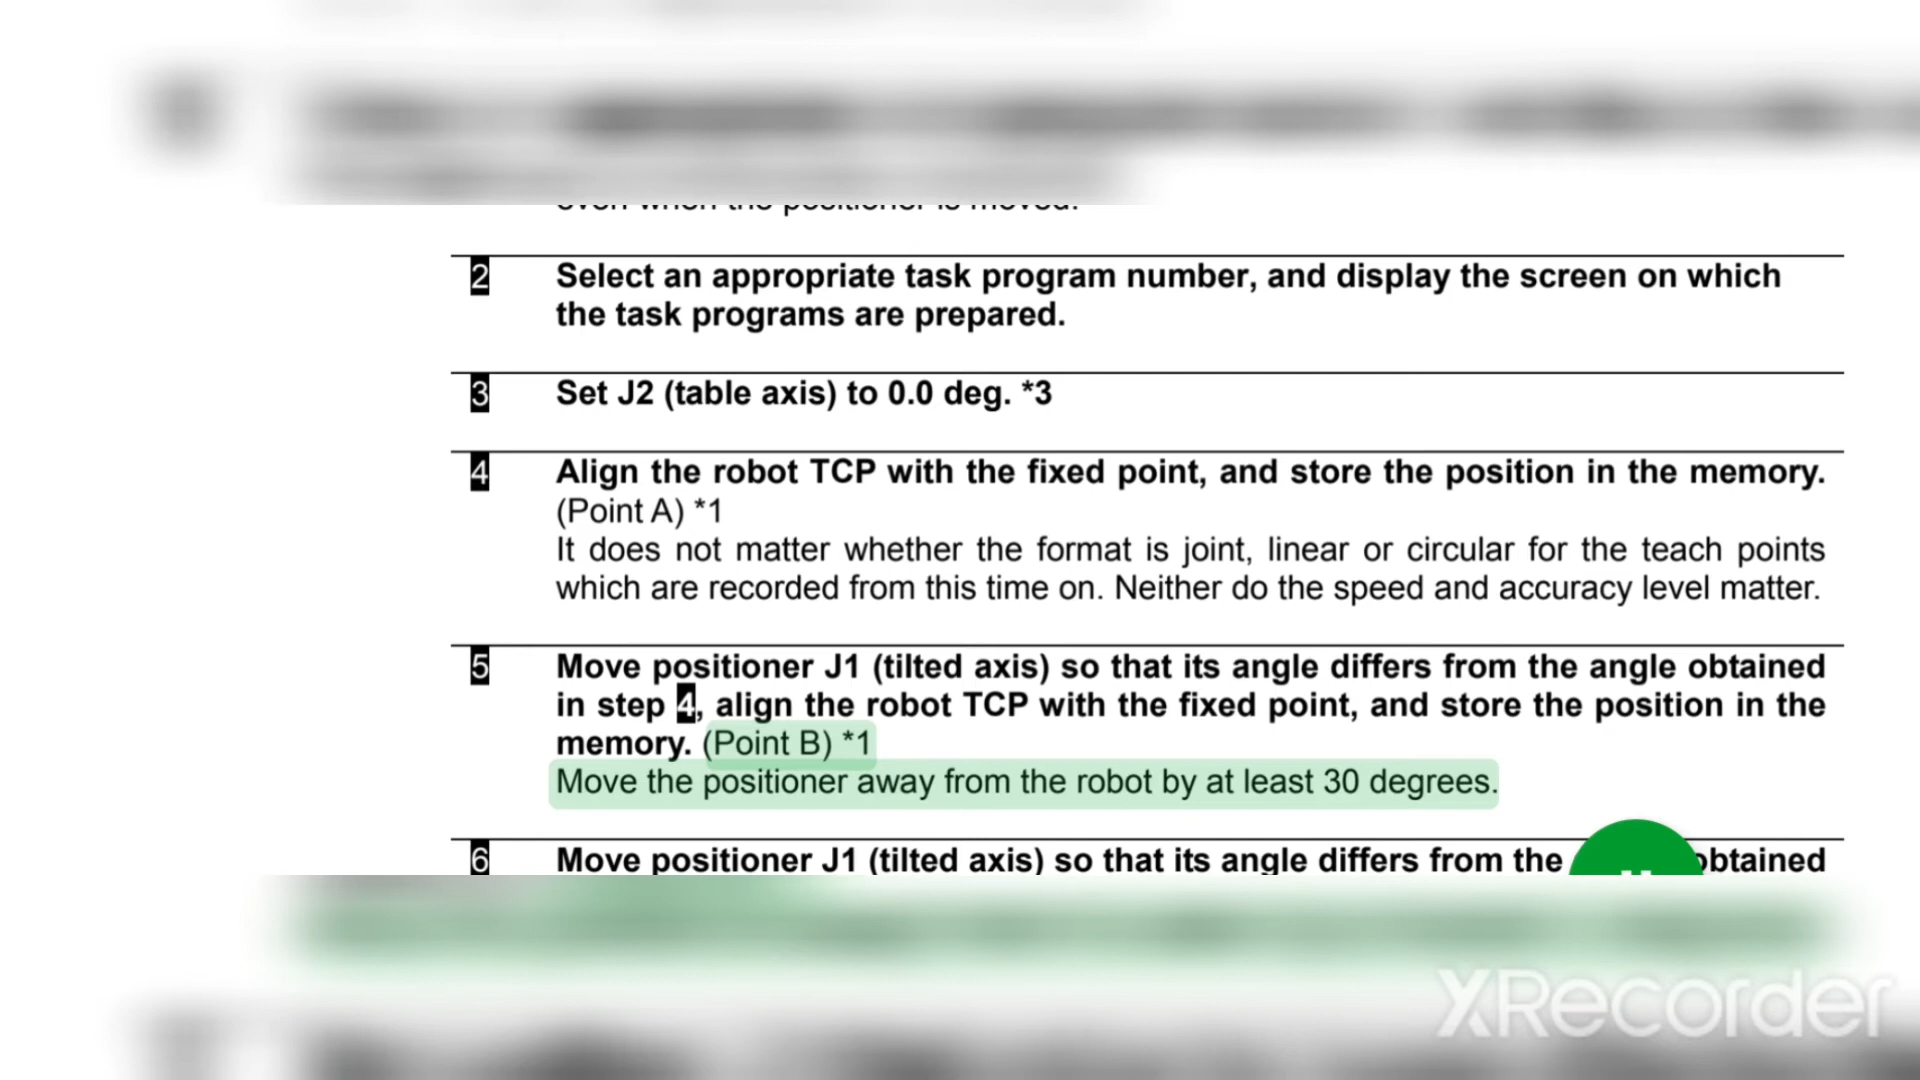 even when the positioner is moved.
2 Select an appropriate task program number, and display the screen on which
the task programs are prepared.
3 Set J2 (table axis) to 0.0 deg. *3
4 Align the robot TCP with the fixed point, and store the position in the memory.
(Point A) *1
It does not matter whether the format is joint, linear or circular for the teach points
which are recorded from this time on. Neither do the speed and accuracy level matter.
5 Move positioner J1 (tilted axis) so that its angle differs from the angle obtained
in step 4, align the robot TCP with the fixed point, and store the position in the
memory. (Point B) *1
Move the positioner away from the robot by at least 30 degrees.
6 Move positioner J1 (tilted axis) so that its angle differs from the obtained
XRecorder